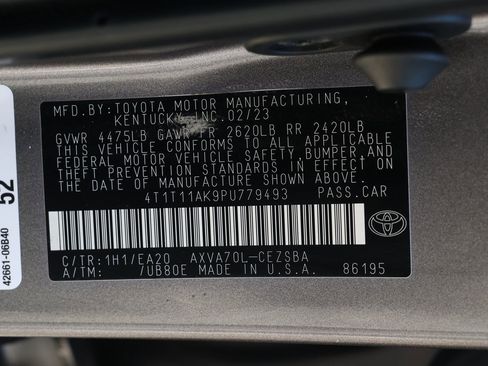 MFD.BY:TOYOTA MOTOR MANUFACTURING,
KENTUCKY, INC. 02/23
GVWR 4475LB GAWR FR 2620LB RR 2420LB
THIS VEHICLE CONFORMS TO ALL APPLICABLE
FEDERAL MOTOR VEHICLE SAFETY,BUMPER,AND
THEFT PREVENTION STANDARDS IN EFFECT ON
THE DATE OF MANUFACTURE SHOWN ABOVE.
4T1T11AK9PU779493 PASS.CAR
C/TR:1H1/EA20 AXVA70L-CEZSBA
A/TM: /UB80E MADE IN U.S.A. 86195
TOYOTA
42661-06B40
52